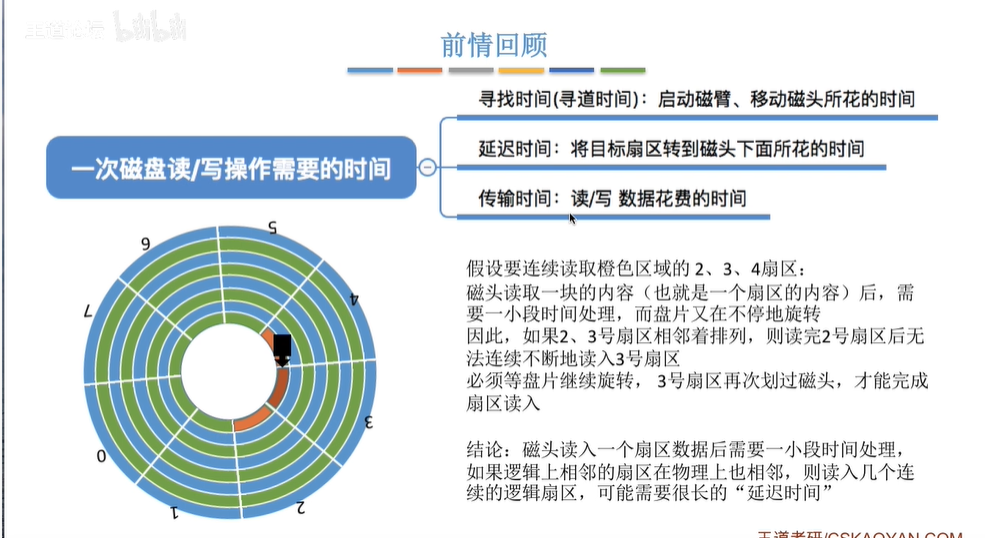 王道论坛 bilibili
前情回顾
寻找时间(寻道时间)：启动磁臂、移动磁头所花的时间
一次磁盘读/写操作需要的时间
延迟时间：将目标扇区转到磁头下面所花的时间
传输时间：读/写 数据花费的时间
5
6
4
7
3
0
2
1
假设要连续读取橙色区域的 2、3、4扇区：
磁头读取一块的内容（也就是一个扇区的内容）后，需
要一小段时间处理，而盘片又在不停地旋转
因此，如果2、3号扇区相邻着排列，则读完2号扇区后无
法连续不断地读入3号扇区
必须等盘片继续旋转， 3号扇区再次划过磁头，才能完成
扇区读入
结论：磁头读入一个扇区数据后需要一小段时间处理，
如果逻辑上相邻的扇区在物理上也相邻，则读入几个连
续的逻辑扇区，可能需要很长的“延迟时间”
王道考研/CSKAOYAN.COM